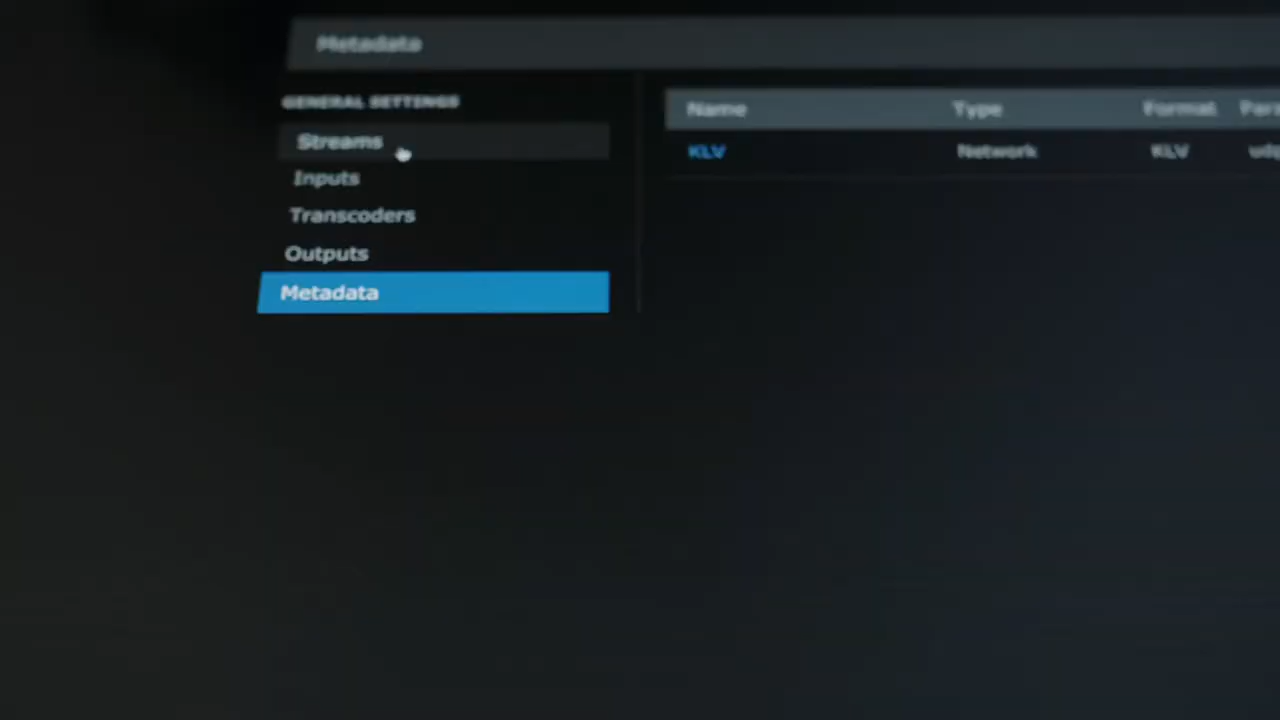 Metadata
GENERAL SETTINGS
Streams
Inputs
Transcoders
Outputs
Metadata
Name Type Format
KLV Network KLV